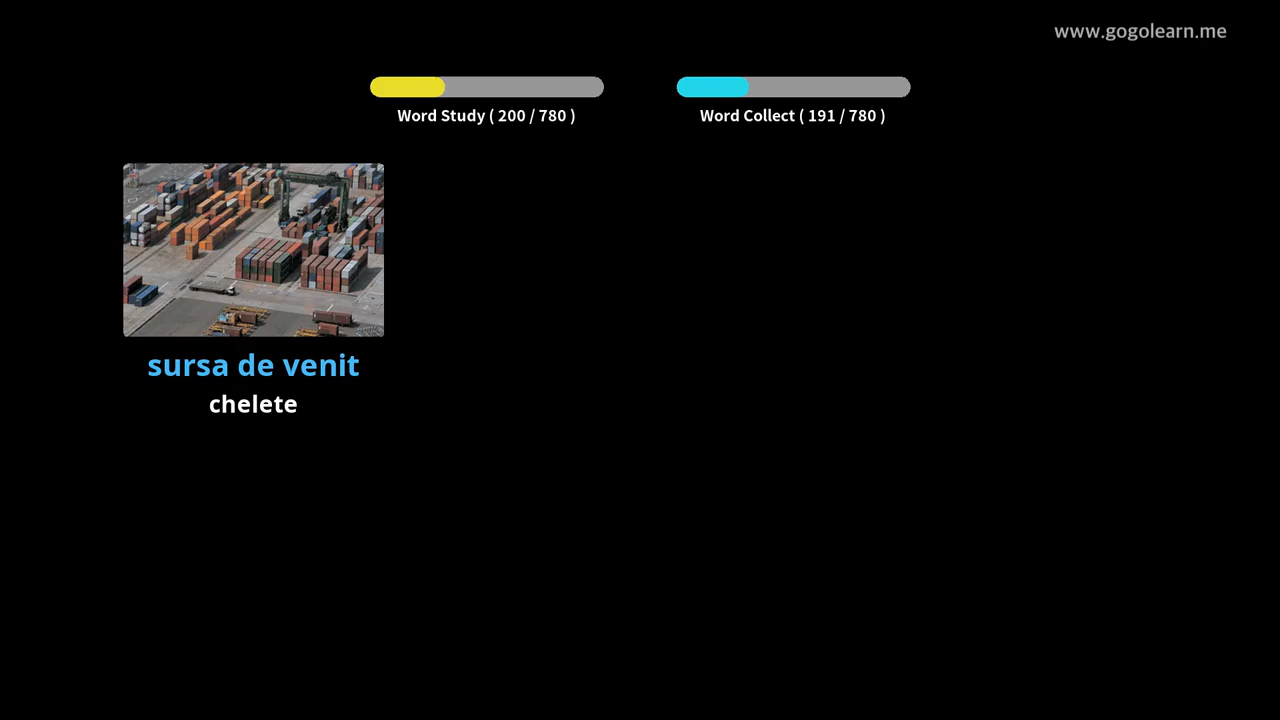 www.gogolearn.me
Word Study ( 200 / 780 )
Word Collect ( 191 / 780 )
sursa de venit
chelete